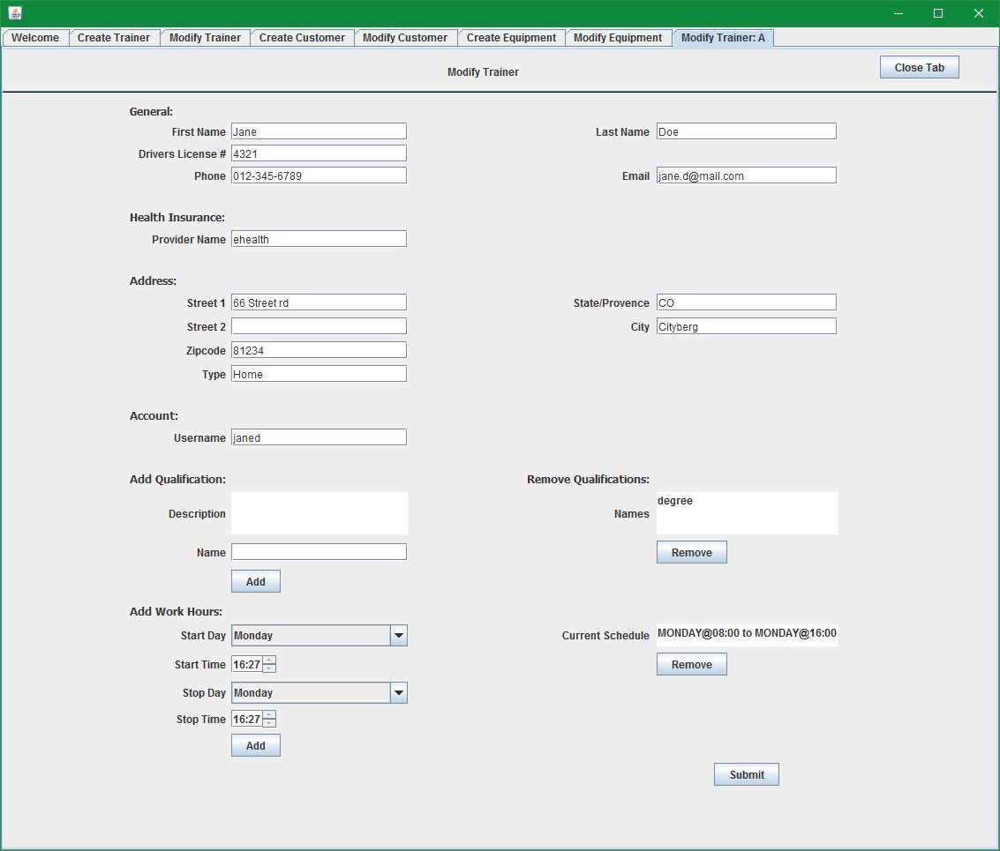 Welcome Create Trainer Modify Trainer Create Customer Modify Customer Create Equipment Modify Equipment Modify Trainer: A
Modify Trainer Close Tab
General:
First Name Jane Last Name Doe
Drivers License # 4321
Phone 012-345-6789 Email jane.d@mail.com
Health Insurance:
Provider Name ehealth
Address:
Street 1 66 Street rd State/Provence CO
Street 2 City Cityberg
Zipcode 81234
Type Home
Account:
Username janed
Add Qualification: Remove Qualifications:
degree
Description Names
Name Remove
Add
Add Work Hours:
Start Day Monday Current Schedule MONDAY@08:00 to MONDAY@16:00
Start Time 16:27 Remove
Stop Day Monday
Stop Time 16:27
Add
Submit